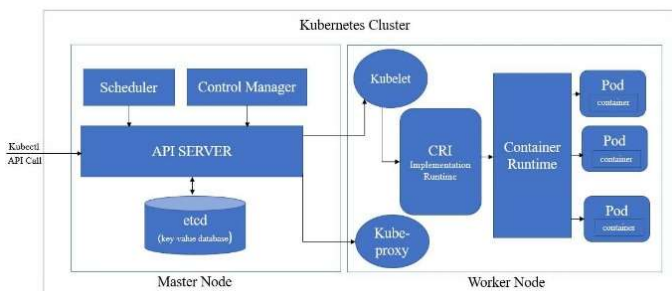 Kubernetes Cluster
Scheduler
Control Manager
Kubectl
API Call
API SERVER
etcd
(key value database)
Master Node
Kubelet
CRI
Implementation
Runtime
Kube-
proxy
Container
Runtime
Pod
container
Pod
container
Pod
container
Worker Node